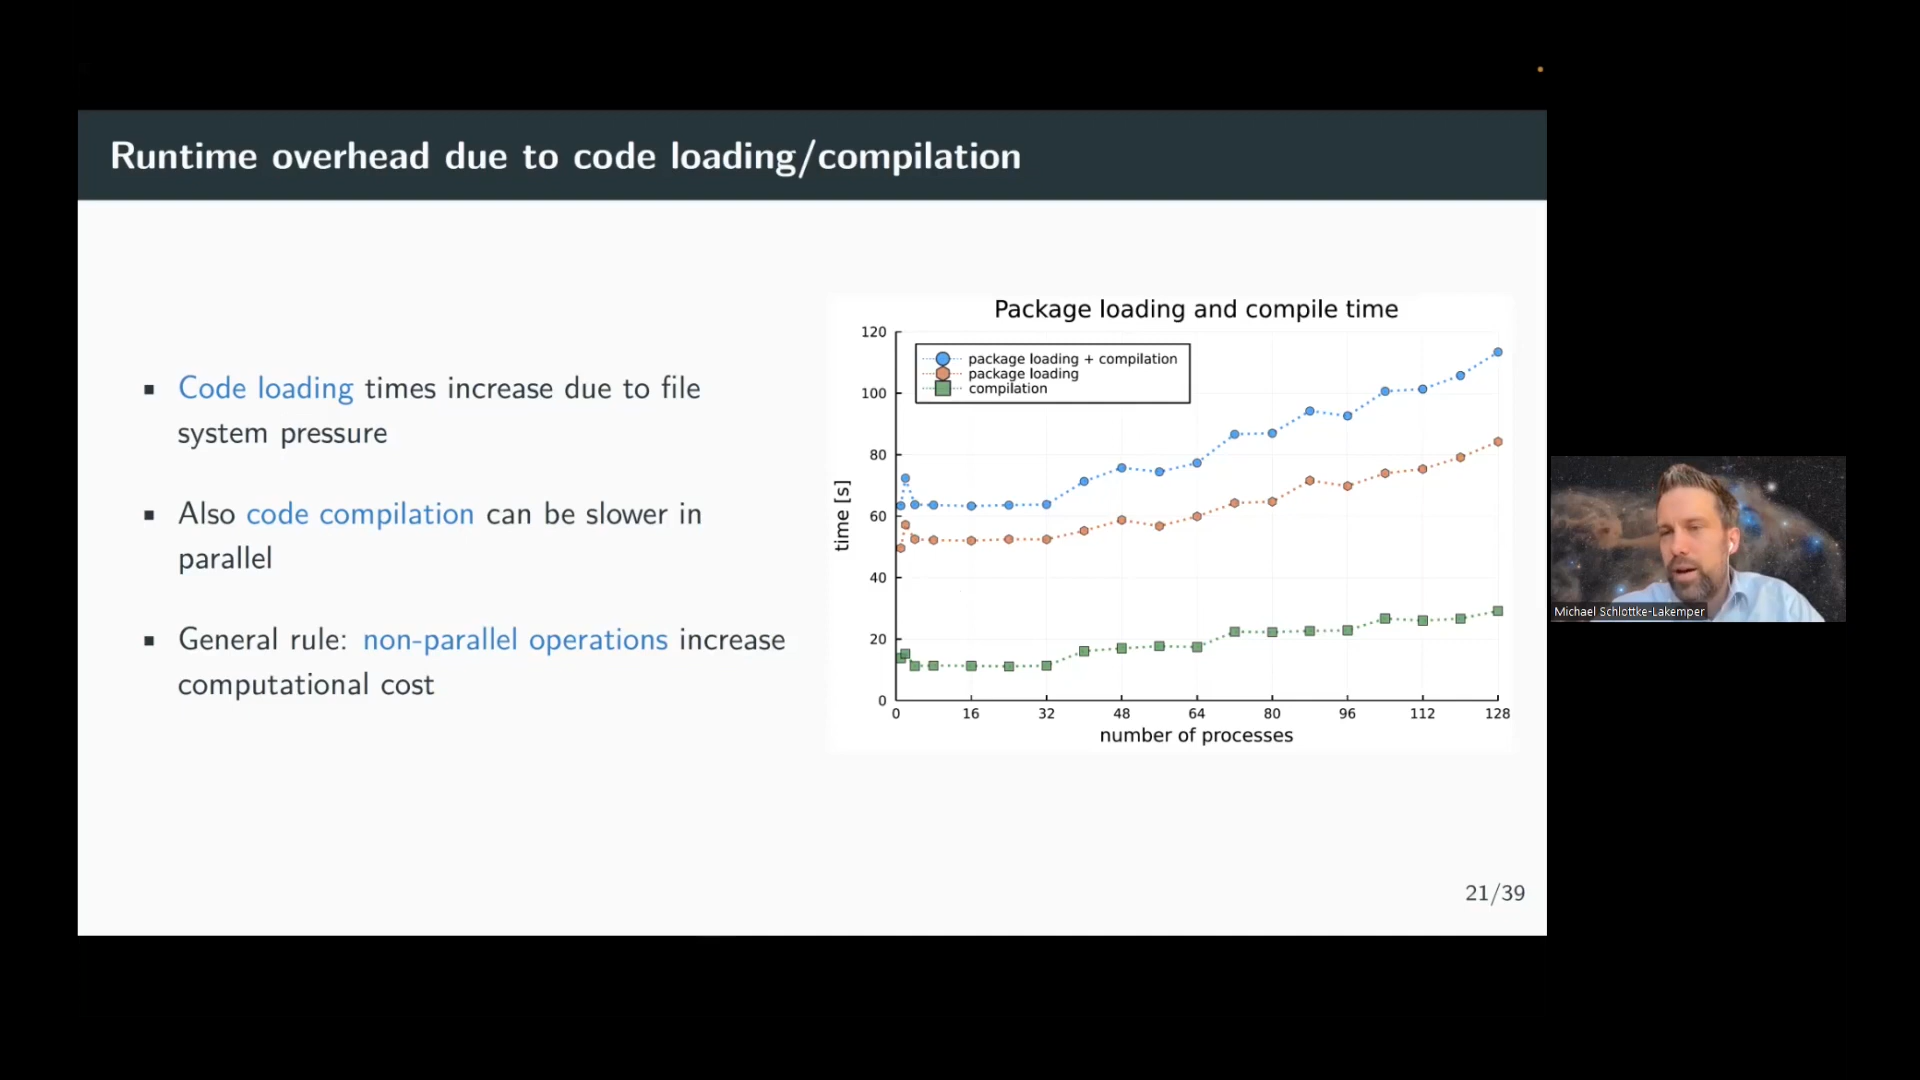 Runtime overhead due to code loading/compilation
▪ Code loading times increase due to file
system pressure
▪ Also code compilation can be slower in
parallel
▪ General rule: non-parallel operations increase
computational cost
Package loading and compile time
package loading + compilation
package loading
compilation
time [s]
120
100
80
60
40
20
0
0 16 32 48 64 80 96 112 128
number of processes
21/39
Michael Schlottke-Lakemper